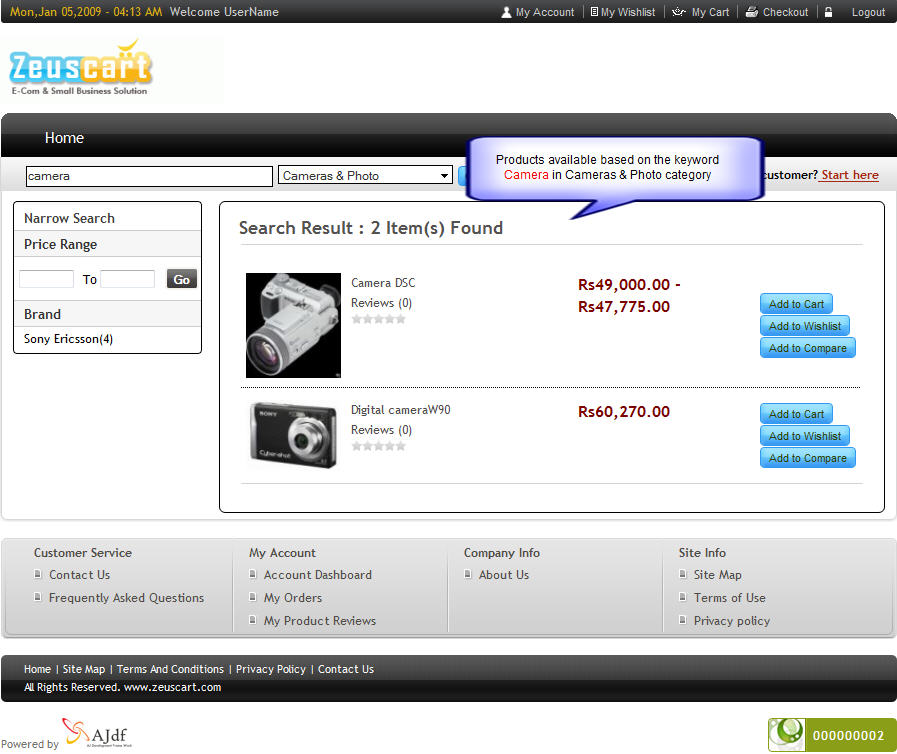 Mon,Jan 05,2009 - 04:13 AM Welcome UserName
My Account
My Wishlist
My Cart
Checkout
Logout
Zeuscart
E-Com & Small Business Solution
Home
camera
Cameras & Photo
Products available based on the keyword
Camera in Cameras & Photo category
customer? Start here
Narrow Search
Price Range
To
Go
Brand
Sony Ericsson(4)
Search Result : 2 Item(s) Found
Camera DSC
Reviews (0)
Rs49,000.00 -
Rs47,775.00
Add to Cart
Add to Wishlist
Add to Compare
SONY
Cyber-shot
Digital cameraW90
Reviews (0)
Rs60,270.00
Add to Cart
Add to Wishlist
Add to Compare
Customer Service
Contact Us
Frequently Asked Questions
My Account
Account Dashboard
My Orders
My Product Reviews
Company Info
About Us
Site Info
Site Map
Terms of Use
Privacy policy
Home | Site Map | Terms And Conditions | Privacy Policy | Contact Us
All Rights Reserved. www.zeuscart.com
Powered by
AJdf
000000002